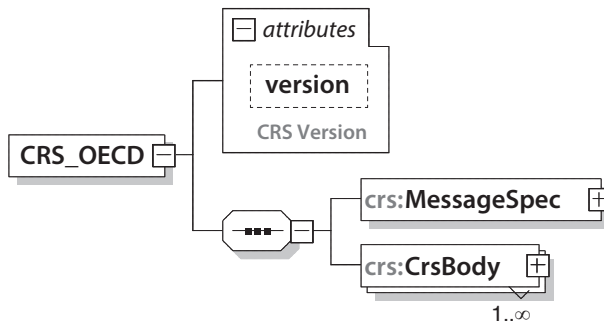 attributes
version
CRS Version
CRS_OECD
crs:MessageSpec
crs:CrsBody
1..∞